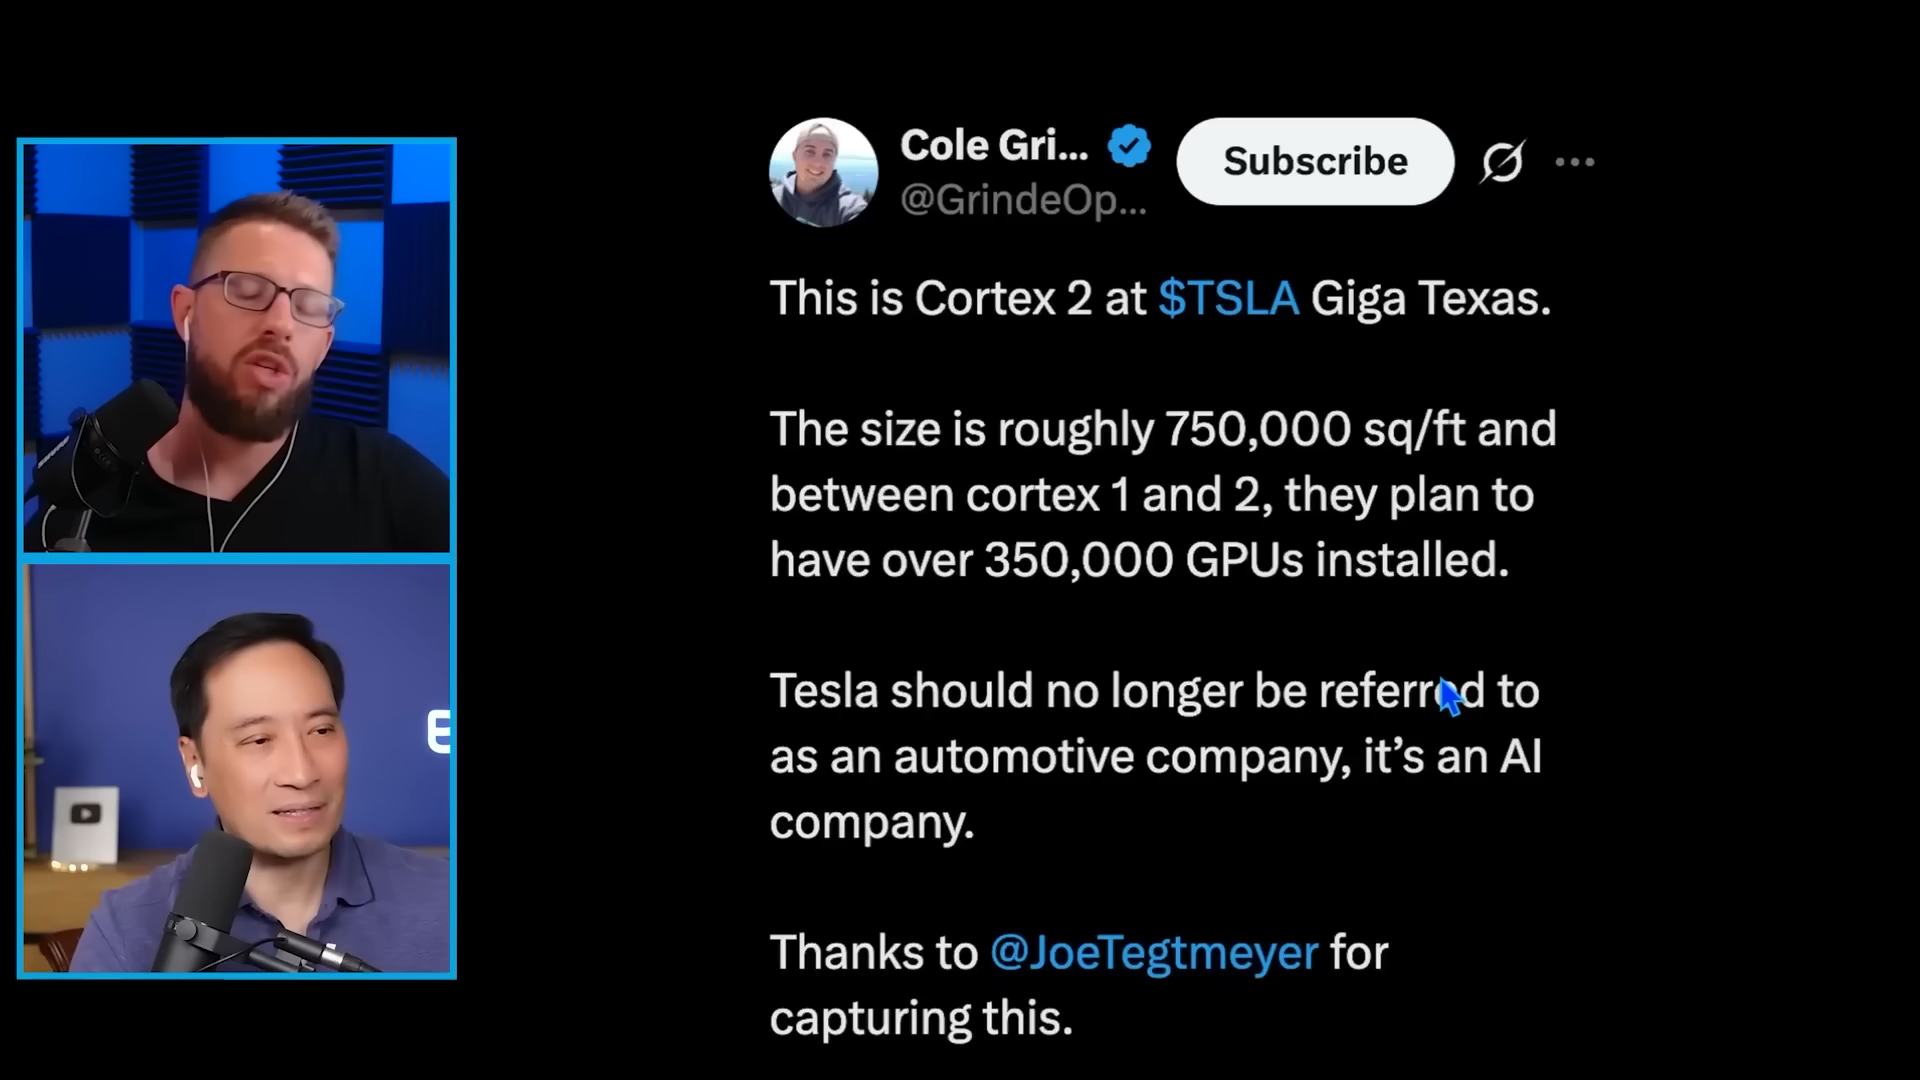 Cole Gri...
@GrindeOp...
Subscribe
This is Cortex 2 at $TSLA Giga Texas.
The size is roughly 750,000 sq/ft and
between cortex 1 and 2, they plan to
have over 350,000 GPUs installed.
Tesla should no longer be referred to
as an automotive company, it’s an AI
company.
Thanks to @JoeTegtmeyer for
capturing this.
E